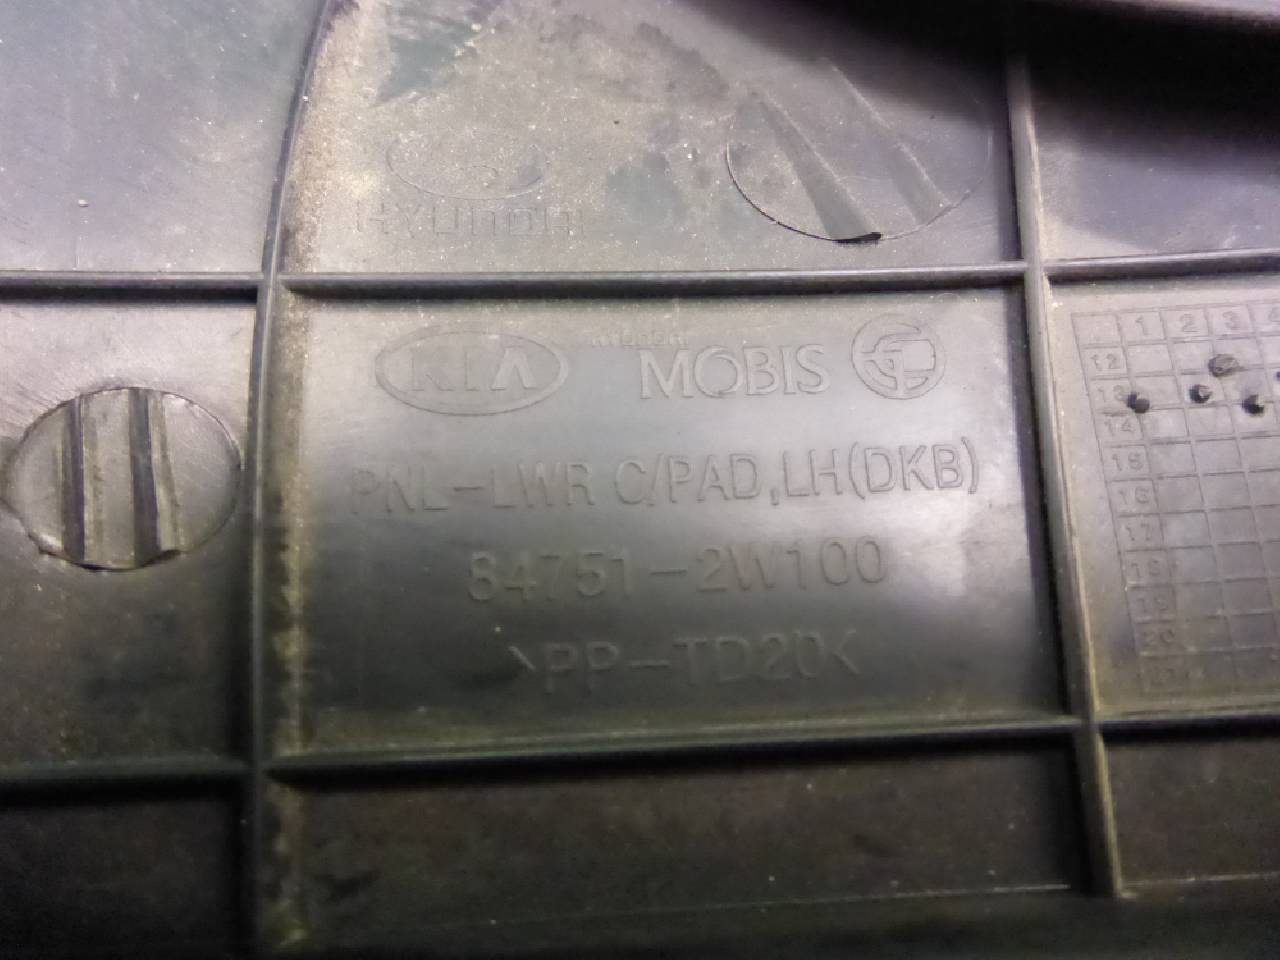 HYUNDAI
KIA HYUNDAI MOBIS
PNL-LWR C/PAD,LH(DKB)
84751-2W100
>PP-TD20<
1 2 3 4
12
13
14
15
16
17
18
19
20